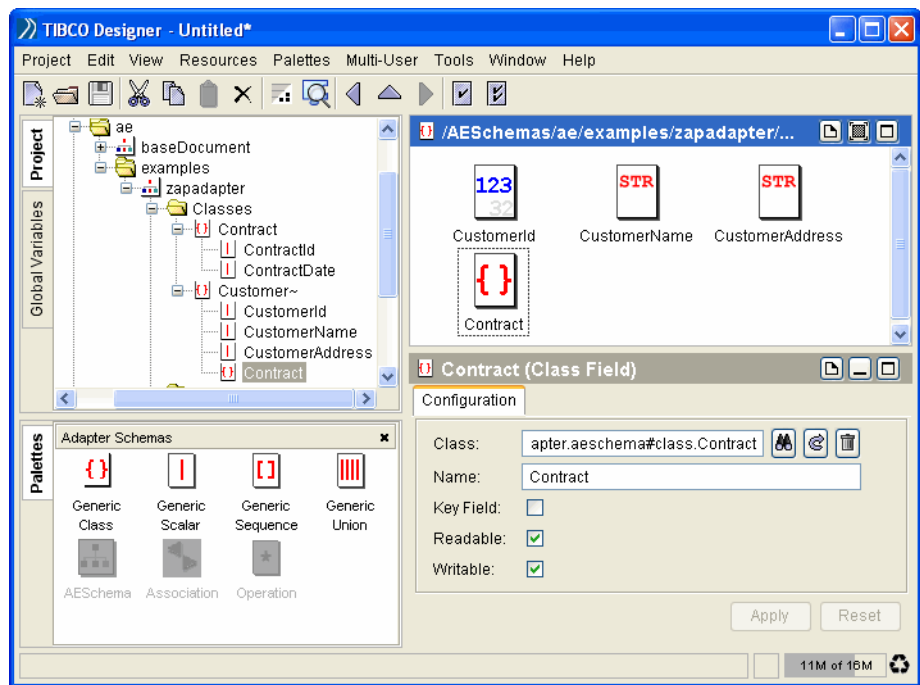 TIBCO Designer - Untitled*
Project Edit View Resources Palettes Multi-User Tools Window Help
Project
Global Variables
ae
baseDocument
examples
zapadapter
Classes
Contract
ContractId
ContractDate
Customer~
CustomerId
CustomerName
CustomerAddress
Contract
/AESchemas/ae/examples/zapadapter/...
123
32
STR
STR
CustomerId CustomerName CustomerAddress
{ }
Contract
Palettes
Adapter Schemas
Generic Class
Generic Scalar
Generic Sequence
Generic Union
AESchema Association Operation
Contract (Class Field)
Configuration
Class: apter.aeschema#class.Contract
Name: Contract
Key Field:
Readable:
Writable:
Apply Reset
11M of 16M